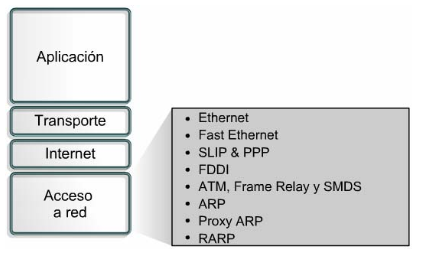 Aplicación
Transporte
Internet
Acceso
a red
• Ethernet
• Fast Ethernet
• SLIP & PPP
• FDDI
• ATM, Frame Relay y SMDS
• ARP
• Proxy ARP
• RARP